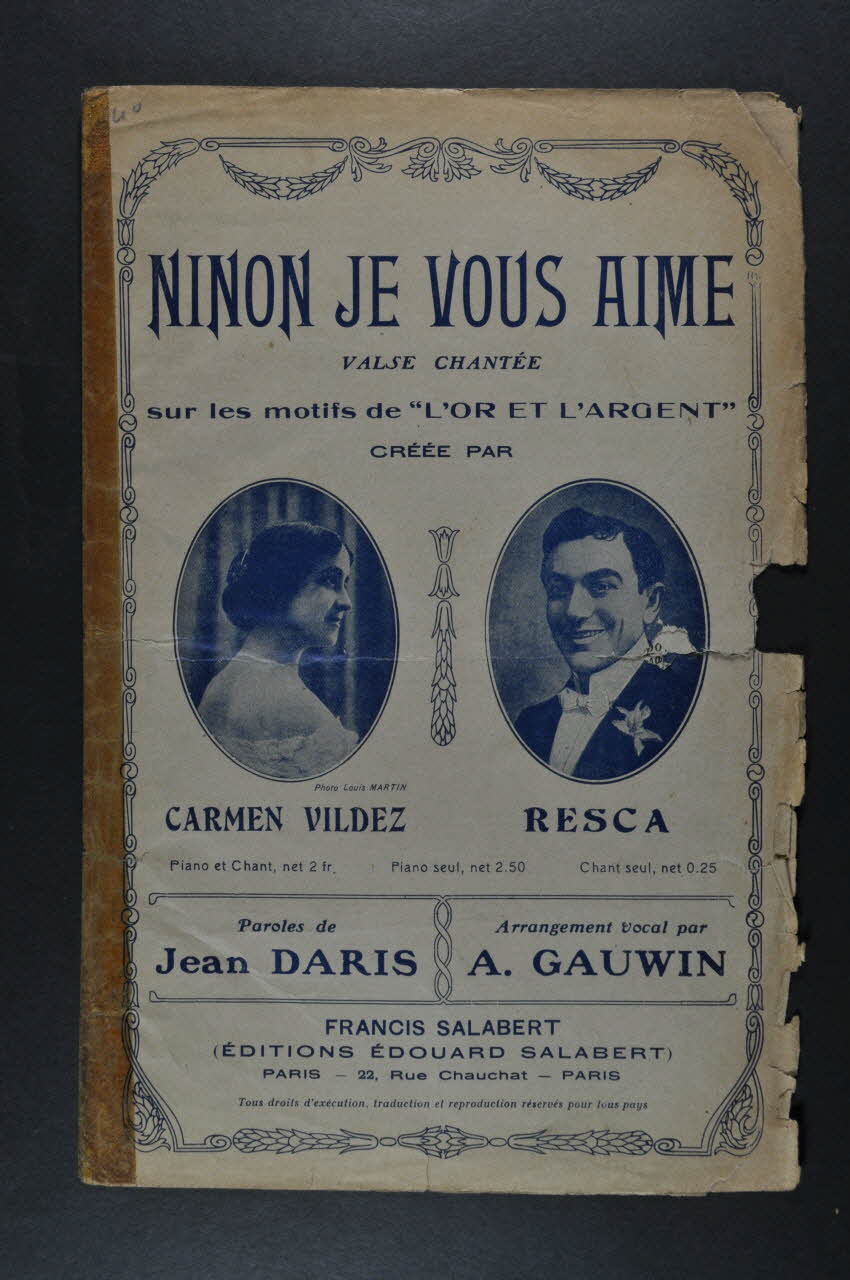 NINON JE VOUS AIME
VALSE CHANTÉE
sur les motifs de "L'OR ET L'ARGENT"
CRÉÉE PAR
Photo Louis MARTIN
CARMEN VILDEZ
RESCA
Piano et Chant, net 2 fr.
Piano seul, net 2.50
Chant seul, net 0.25
Paroles de
Jean DARIS
Arrangement vocal par
A. GAUWIN
FRANCIS SALABERT
(ÉDITIONS ÉDOUARD SALABERT)
PARIS – 22, Rue Chauchat – PARIS
Tous droits d'exécution, traduction et reproduction réservés pour tous pays